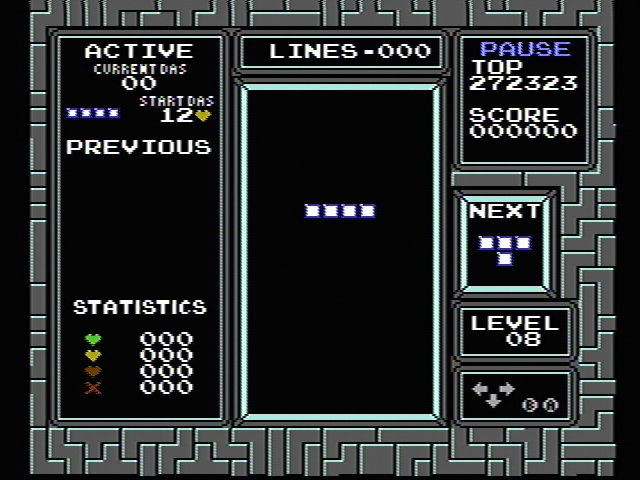 ACTIVE
CURRENT DAS
00
START DAS
12
PREVIOUS
STATISTICS
000
000
000
000
LINES-000
PAUSE
TOP
272323
SCORE
000000
NEXT
LEVEL
08
B A